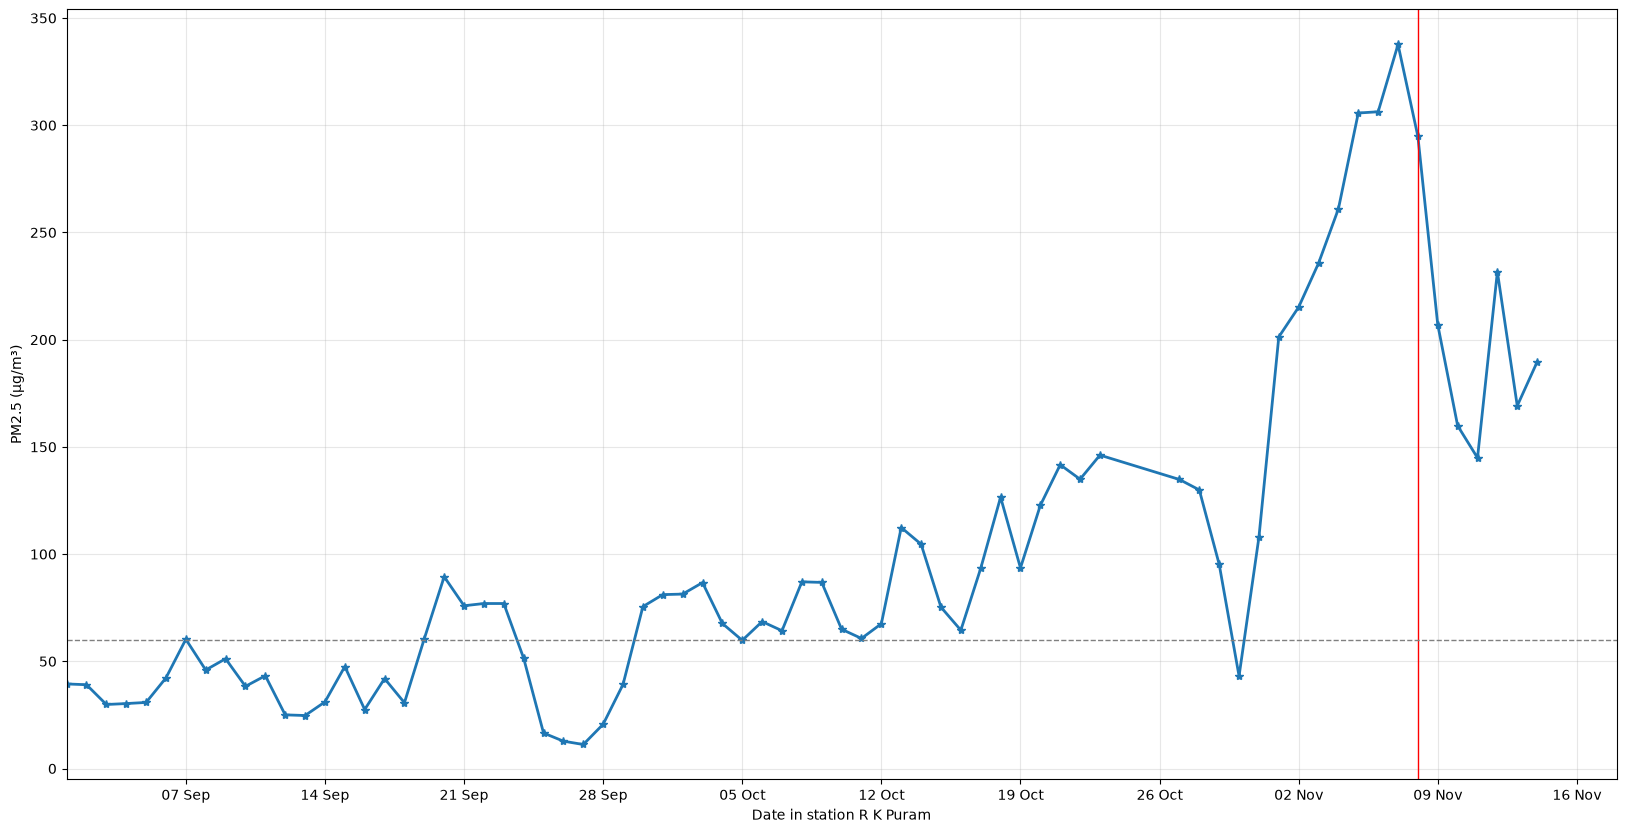 PM2.5 (µg/m³)
350
300
250
200
150
100
50
0
07 Sep 14 Sep 21 Sep 28 Sep 05 Oct 12 Oct 19 Oct 26 Oct 02 Nov 09 Nov 16 Nov
Date in station R K Puram